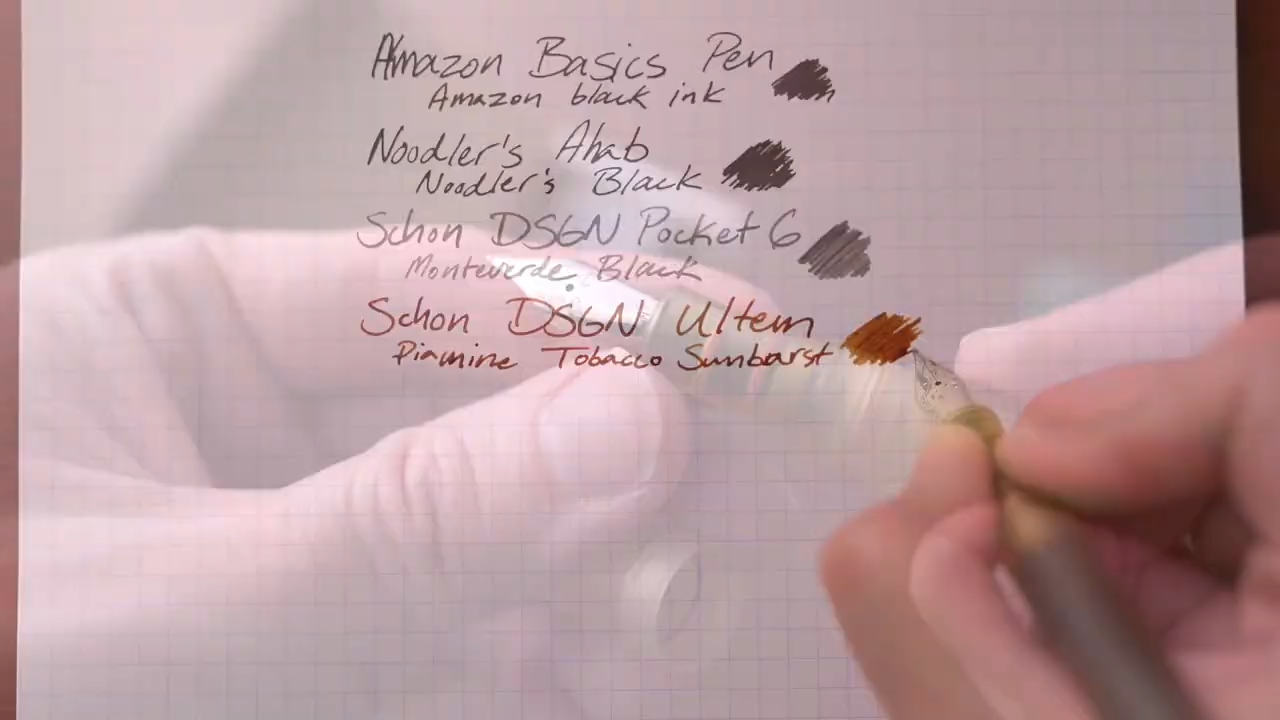 Amazon Basics Pen
Amazon black ink
Noodler's Ahab
Noodler's Black
Schon DSGN Pocket 6
Monteverde Black
Schon DSGN Ultem
Diamine Tobacco Sunburst